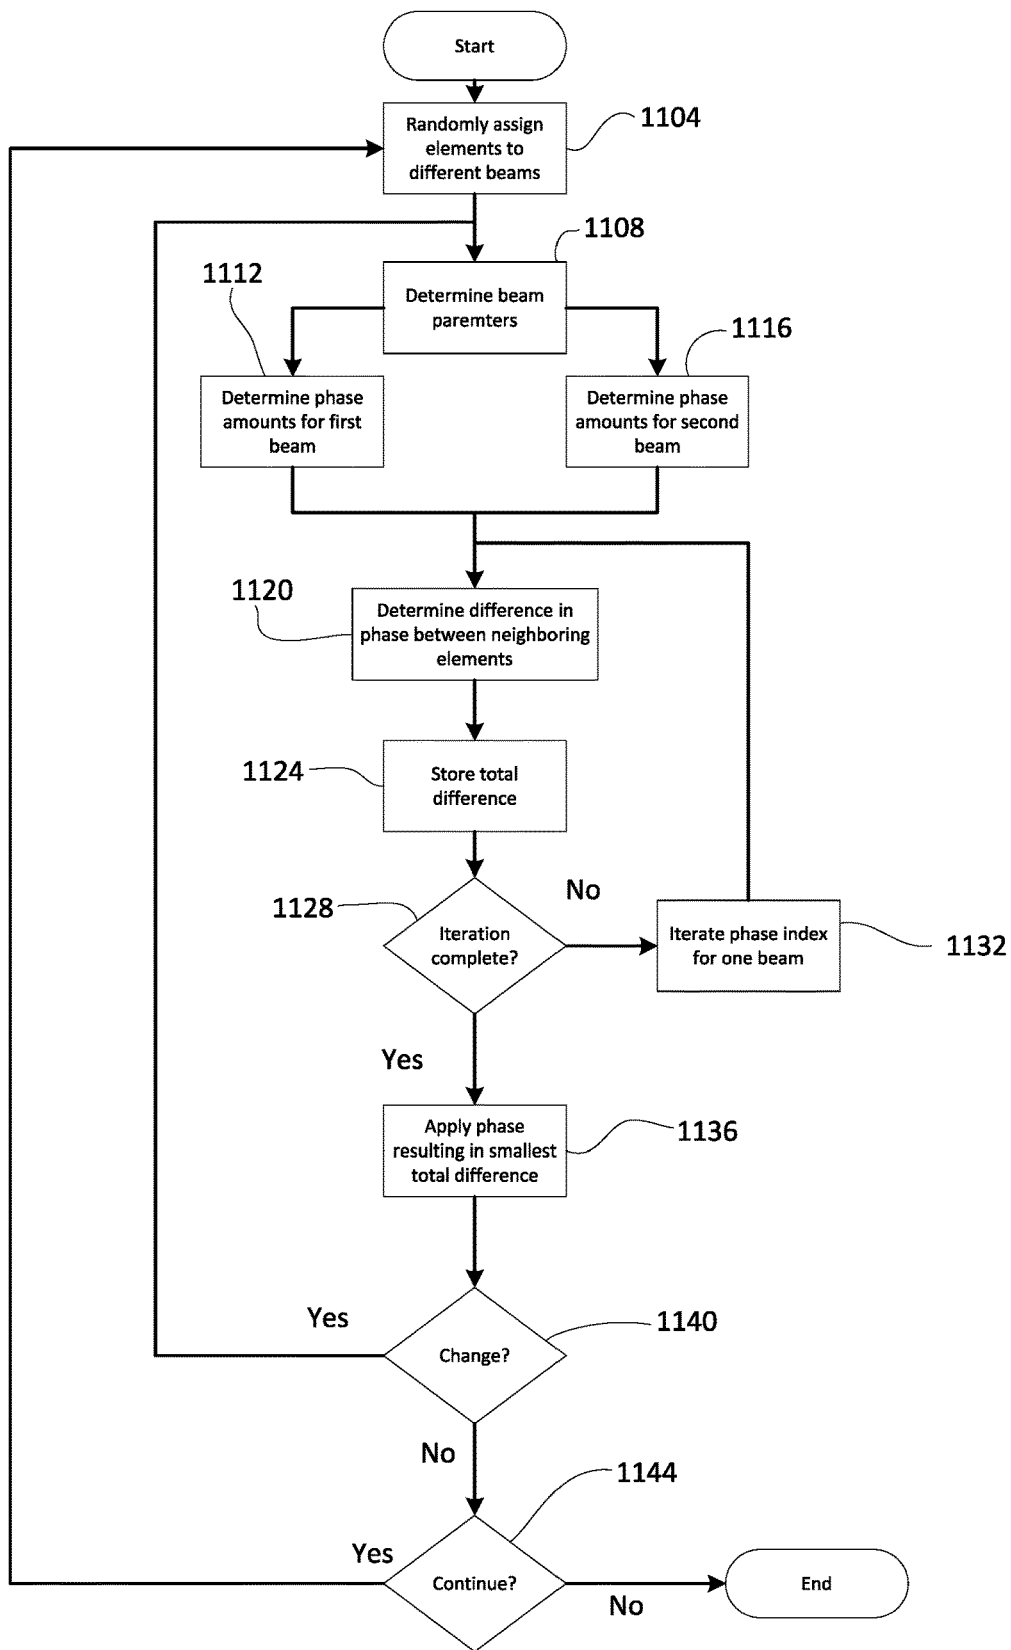 Start
Randomly assign
elements to
different beams
1104
1108
Determine beam
paremters
1112
1116
Determine phase
amounts for first
beam
Determine phase
amounts for second
beam
1120
Determine difference in
phase between neighboring
elements
1124
Store total
difference
1128
No
Iteration
complete?
Iterate phase index
for one beam
1132
Yes
Apply phase
resulting in smallest
total difference
1136
Yes
1140
Change?
No
1144
Yes
Continue?
No
End